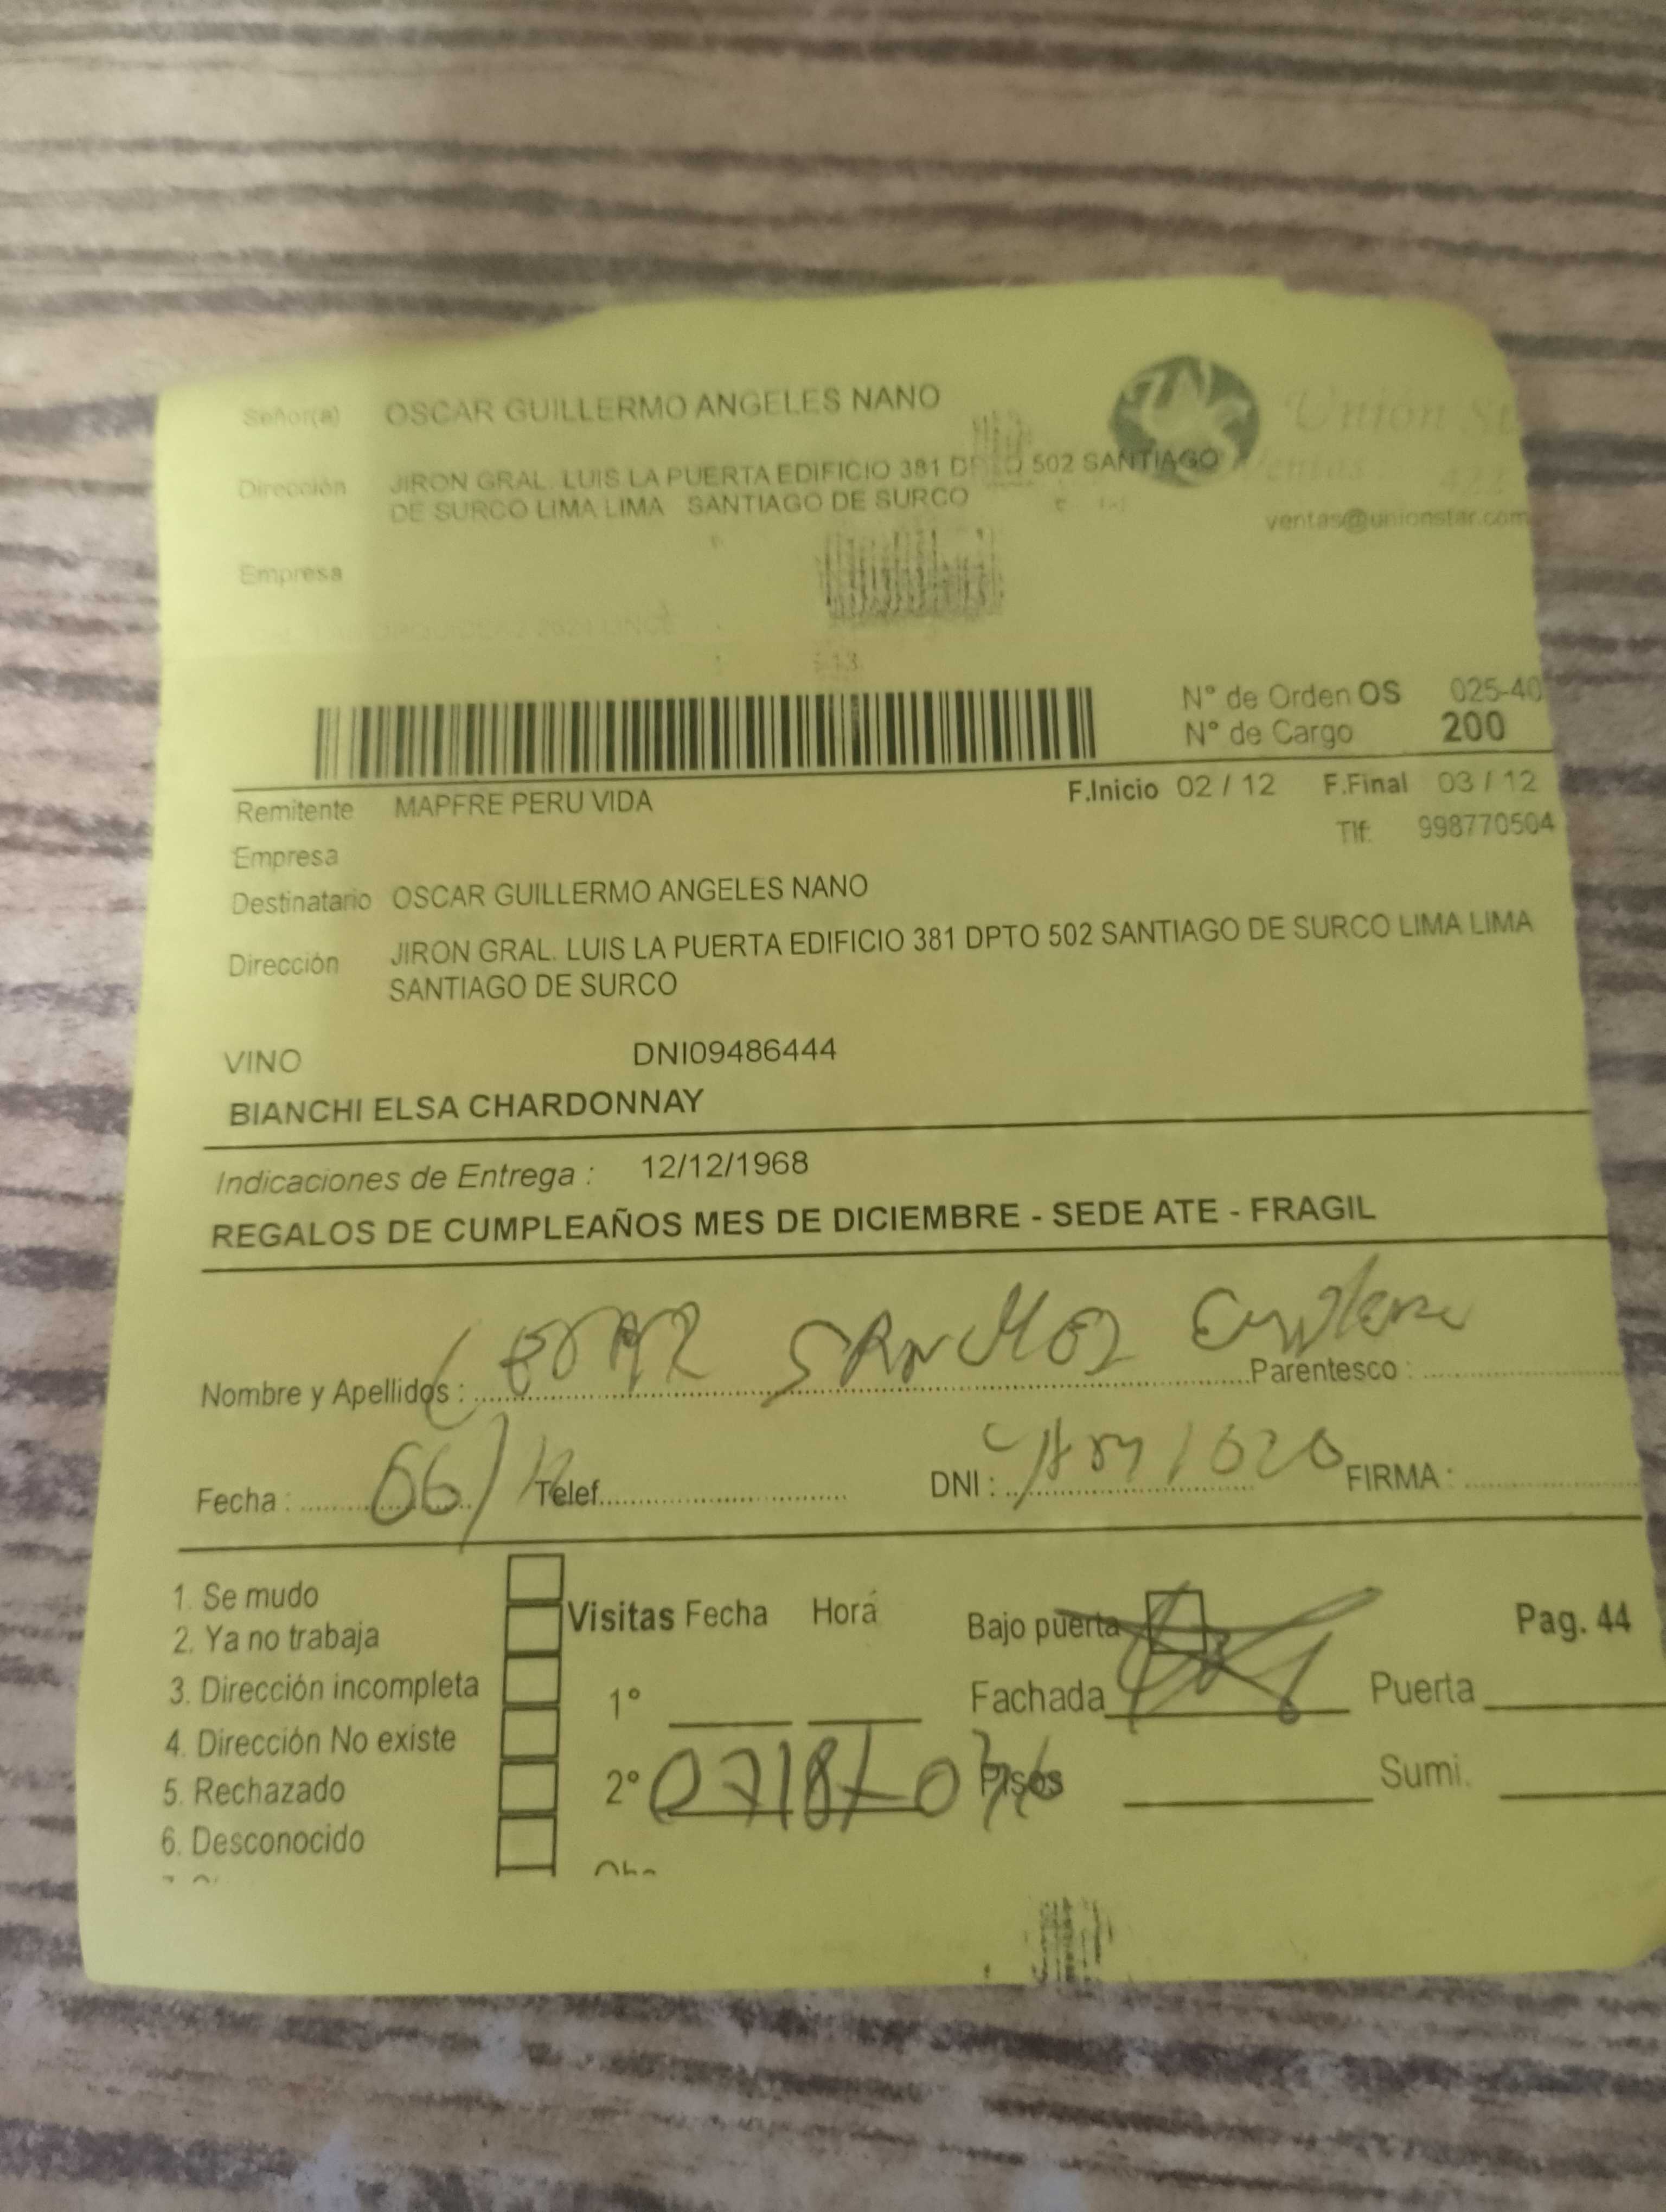 Señor(a) OSCAR GUILLERMO ANGELES NANO
Unión
Dirección JIRON GRAL. LUIS LA PUERTA EDIFICIO 381 DPTO 502 SANTIAGO
DE SURCO LIMA LIMA SANTIAGO DE SURCO
ventas@unionstar.com
Empresa
N° de Orden OS 025-40
N° de Cargo 200
Remitente MAPFRE PERU VIDA F.Inicio 02 / 12 F.Final 03 / 12
Tlf: 998770504
Empresa
Destinatario OSCAR GUILLERMO ANGELES NANO
Dirección JIRON GRAL. LUIS LA PUERTA EDIFICIO 381 DPTO 502 SANTIAGO DE SURCO LIMA LIMA
SANTIAGO DE SURCO
VINO DNI09486444
BIANCHI ELSA CHARDONNAY
Indicaciones de Entrega : 12/12/1968
REGALOS DE CUMPLEAÑOS MES DE DICIEMBRE - SEDE ATE - FRAGIL
Nombre y Apellidos : Parentesco :
Fecha : Telef. DNI : FIRMA :
1. Se mudo
2. Ya no trabaja
3. Dirección incompleta
4. Dirección No existe
5. Rechazado
6. Desconocido
Visitas Fecha Hora
1°
2°
Bajo puerta Pag. 44
Fachada Puerta
Pisos Sumi.